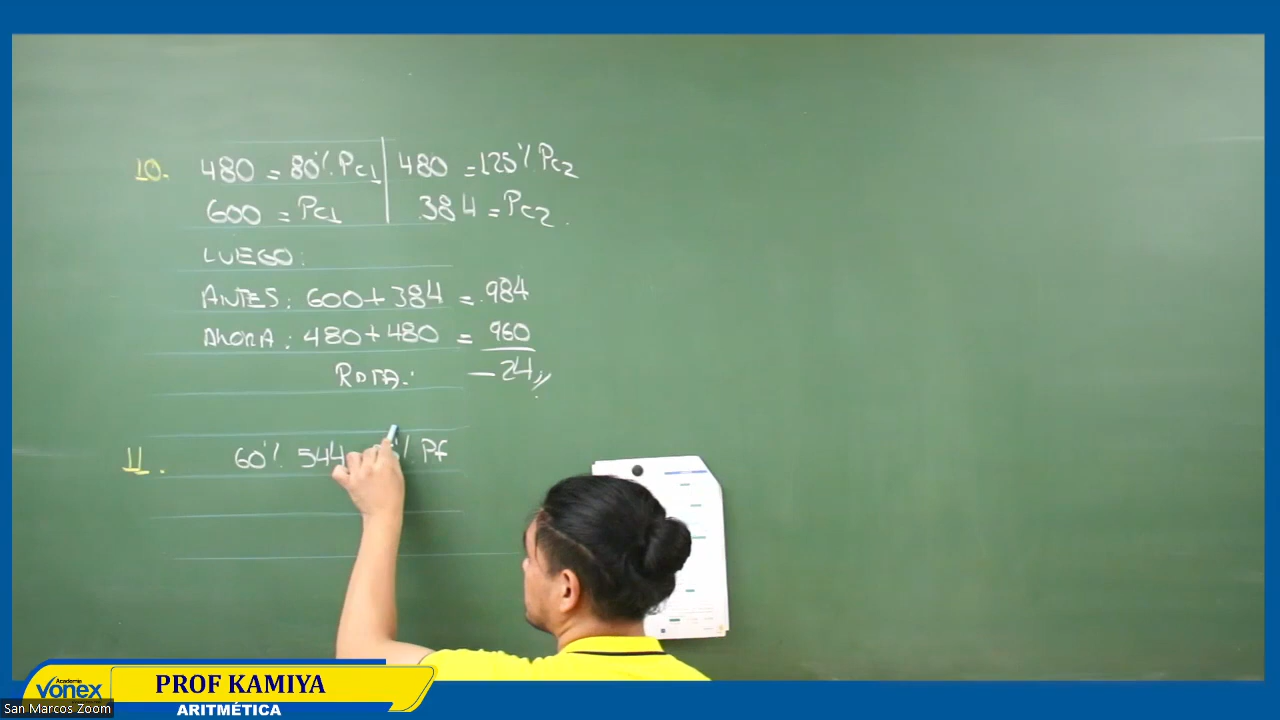 10. 480 = 80% Pc1 | 480 = 125% Pc2
600 = Pc1 | 384 = Pc2.
LUEGO:
ANTES: 600+384 = 984
AHORA: 480+480 = 960
RPTA: -24
11. 60% 544 % Pf
Academia
Vonex
PROF KAMIYA
ARITMÉTICA
San Marcos Zoom